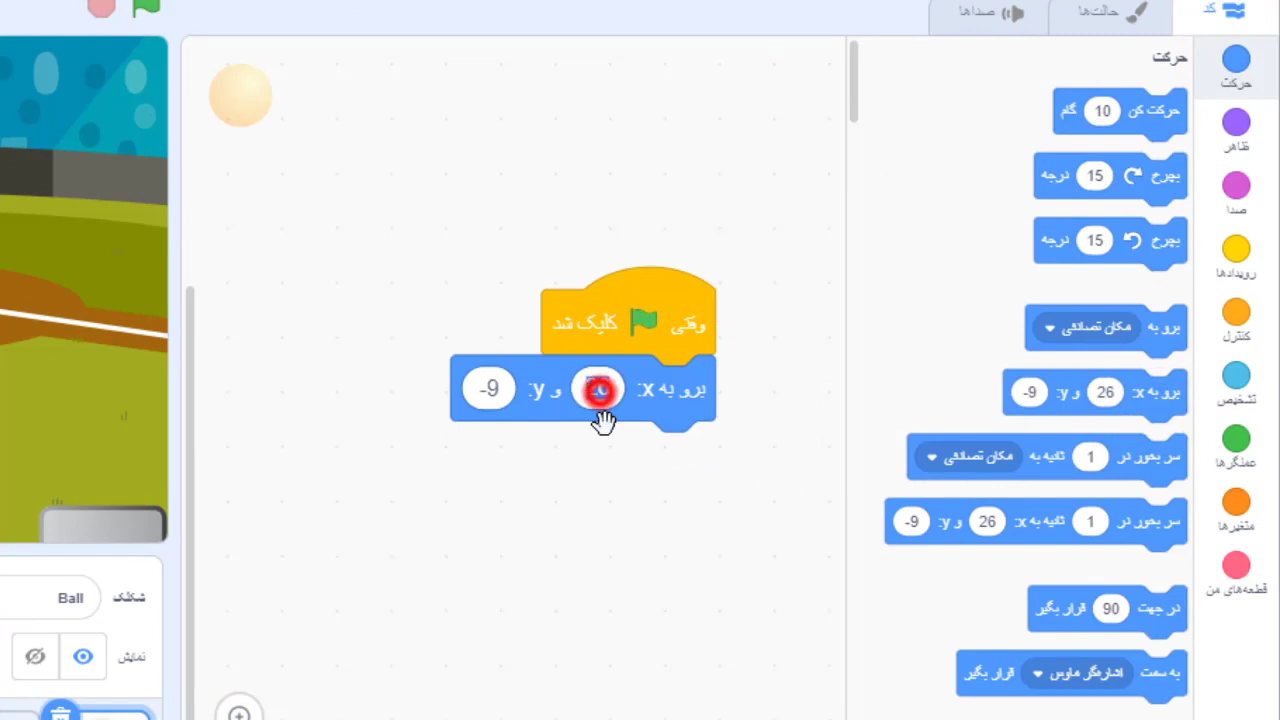 کد
حالت‌ها
صداها
حرکت
ظاهر
صدا
رویدادها
کنترل
تشخیص
عملگرها
متغیرها
قطعه‌های من
حرکت
حرکت کن 10 گام
بچرخ 15 درجه
بچرخ 15 درجه
برو به مکان تصادفی
برو به x: 26 و y: -9
سر بخور در 1 ثانیه به مکان تصادفی
سر بخور در 1 ثانیه به x: 26 و y: -9
در جهت 90 قرار بگیر
به سمت اشاره‌گر ماوس قرار بگیر
وقتی کلیک شد
برو به x: و y: -9
شکلک Ball
نمایش